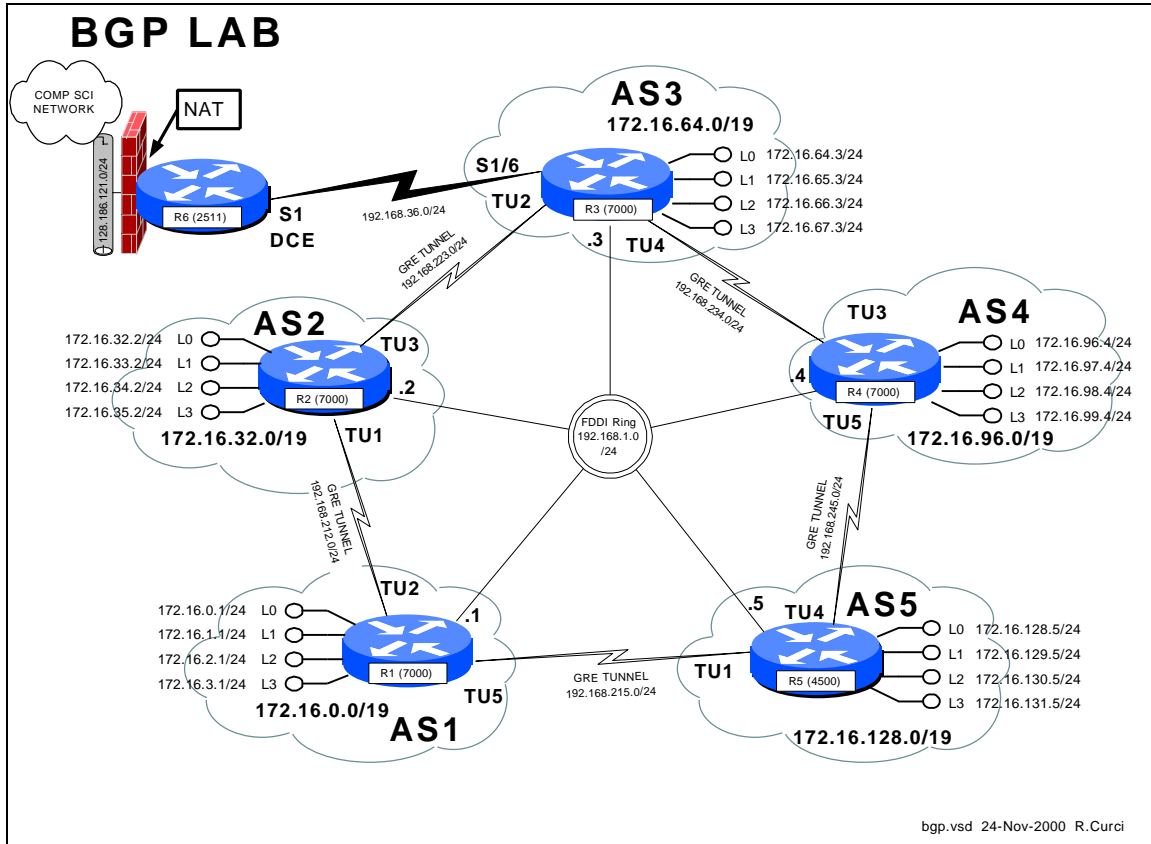 BGP LAB
COMP SCI
NETWORK
NAT
128.186.121.0/24
R6 (2511)
S1
DCE
192.168.36.0/24
AS3
172.16.64.0/19
S1/6
TU2
R3 (7000)
.3
TU4
L0 172.16.64.3/24
L1 172.16.65.3/24
L2 172.16.66.3/24
L3 172.16.67.3/24
GRE TUNNEL
192.168.223.0/24
GRE TUNNEL
192.168.234.0/24
AS2
172.16.32.2/24 L0
172.16.33.2/24 L1
172.16.34.2/24 L2
172.16.35.2/24 L3
TU3
.2
R2 (7000)
TU1
172.16.32.0/19
FDDI Ring
192.168.1.0
/24
TU3
AS4
.4
R4 (7000)
TU5
L0 172.16.96.4/24
L1 172.16.97.4/24
L2 172.16.98.4/24
L3 172.16.99.4/24
172.16.96.0/19
GRE TUNNEL
192.168.212.0/24
GRE TUNNEL
192.168.245.0/24
TU2
.1
172.16.0.1/24 L0
172.16.1.1/24 L1
172.16.2.1/24 L2
172.16.3.1/24 L3
R1 (7000)
TU5
172.16.0.0/19
AS1
GRE TUNNEL
192.168.215.0/24
.5
TU4
AS5
TU1
R5 (4500)
L0 172.16.128.5/24
L1 172.16.129.5/24
L2 172.16.130.5/24
L3 172.16.131.5/24
172.16.128.0/19
bgp.vsd 24-Nov-2000 R.Curci